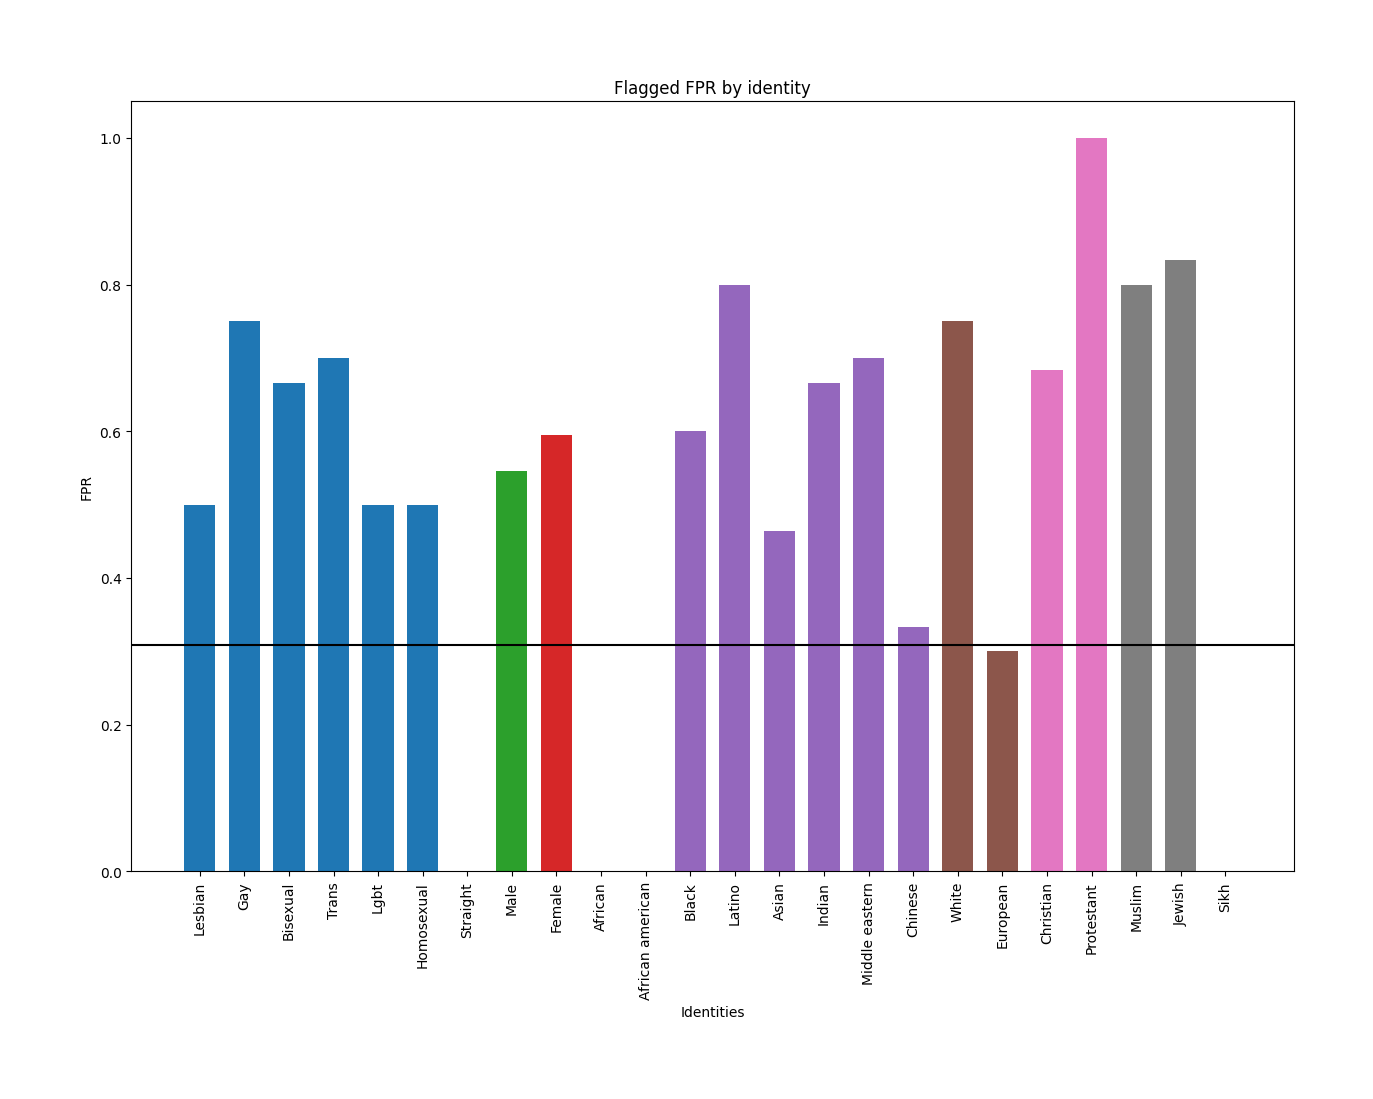 Flagged FPR by identity
1.0
0.8
0.6
0.4
0.2
0.0
FPR
Lesbian
Gay
Bisexual
Trans
Lgbt
Homosexual
Straight
Male
Female
African
African american
Black
Latino
Asian
Indian
Middle eastern
Chinese
White
European
Christian
Protestant
Muslim
Jewish
Sikh
Identities